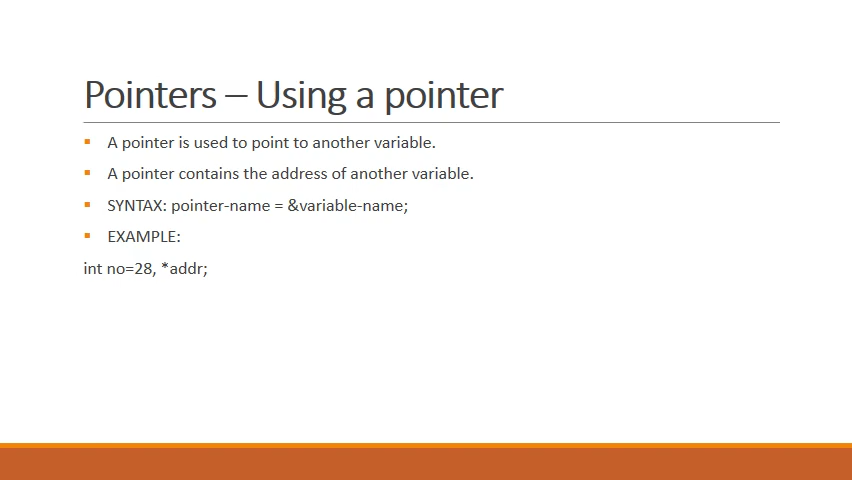 Pointers – Using a pointer
▪ A pointer is used to point to another variable.
▪ A pointer contains the address of another variable.
▪ SYNTAX: pointer-name = &variable-name;
▪ EXAMPLE:
int no=28, *addr;